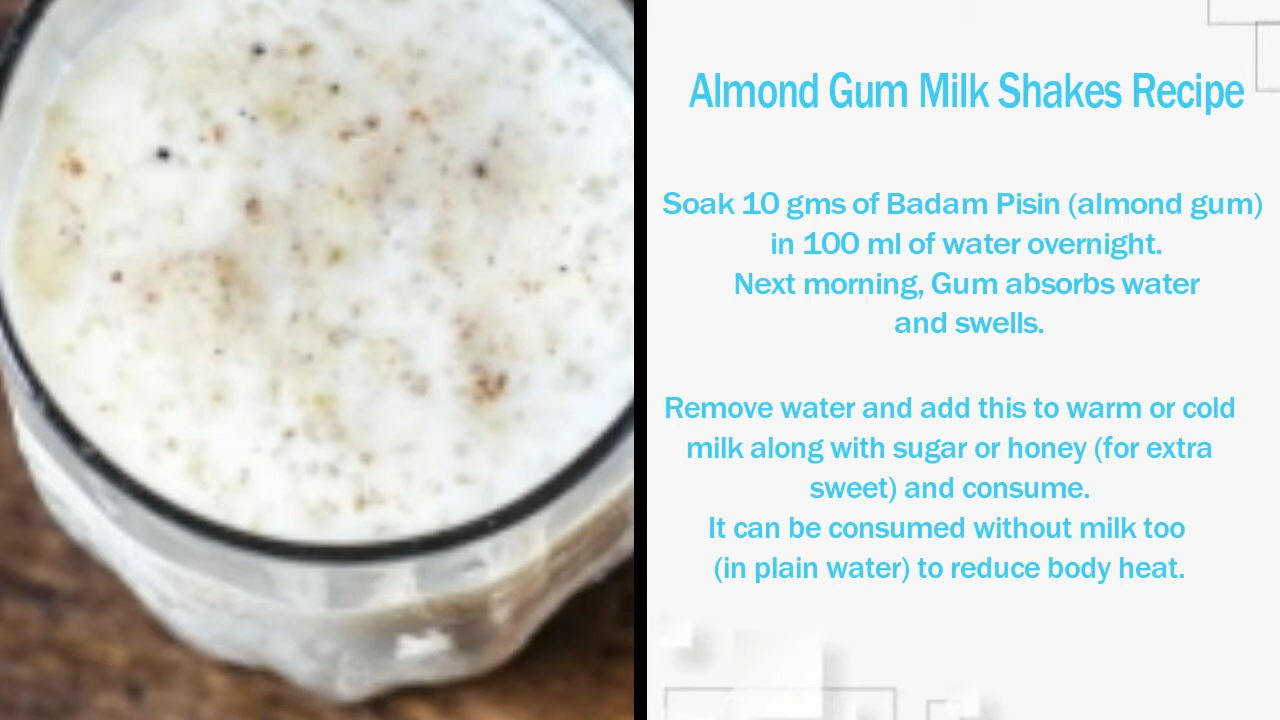 Almond Gum Milk Shakes Recipe
Soak 10 gms of Badam Pisin (almond gum)
in 100 ml of water overnight.
Next morning, Gum absorbs water
and swells.
Remove water and add this to warm or cold
milk along with sugar or honey (for extra
sweet) and consume.
It can be consumed without milk too
(in plain water) to reduce body heat.